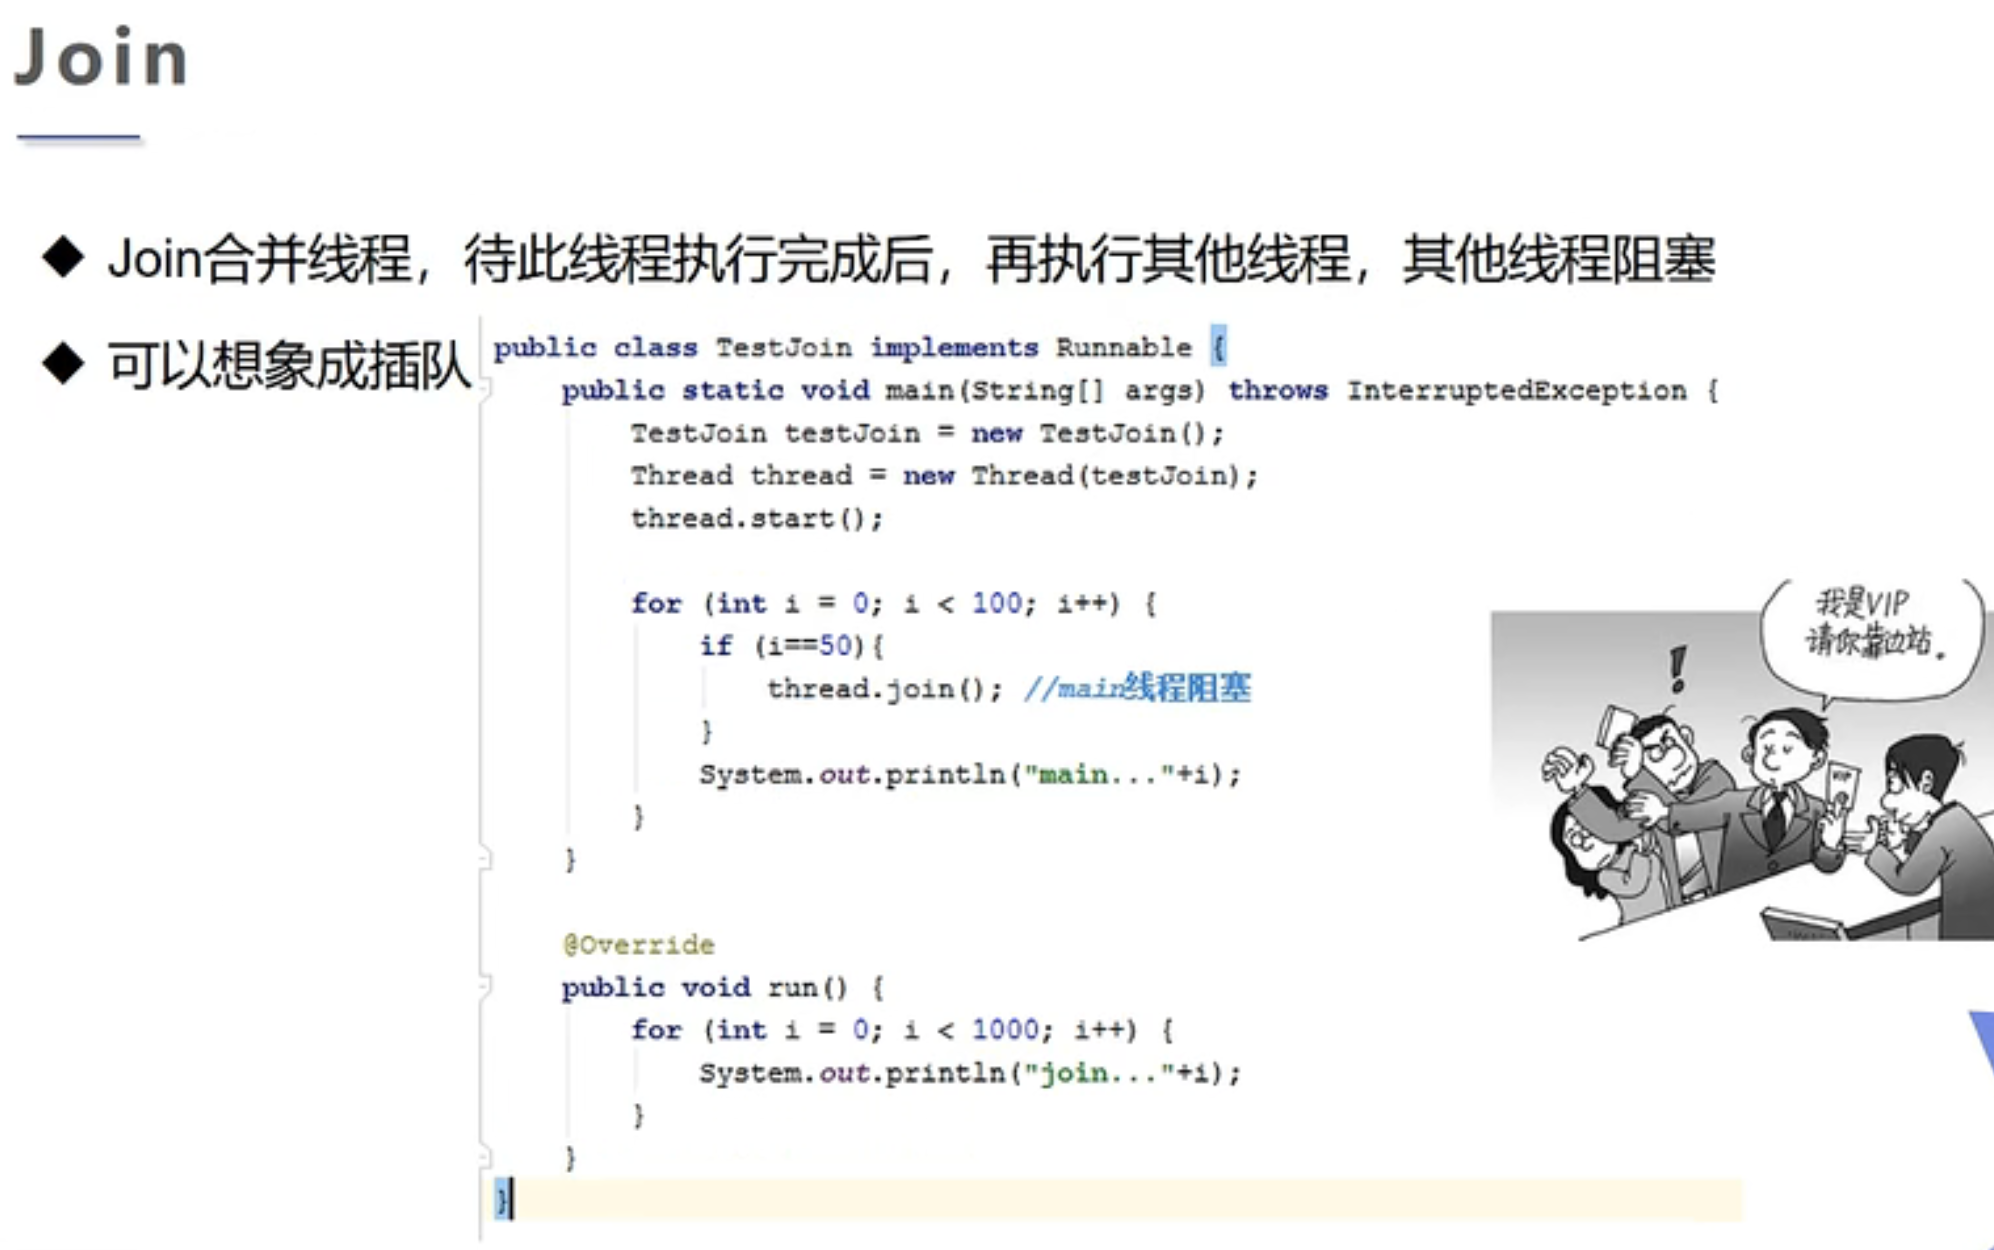 Join
◆ Join合并线程，待此线程执行完成后，再执行其他线程，其他线程阻塞
◆ 可以想象成插队
public class TestJoin implements Runnable {
    public static void main(String[] args) throws InterruptedException {
        TestJoin testJoin = new TestJoin();
        Thread thread = new Thread(testJoin);
        thread.start();

        for (int i = 0; i < 100; i++) {
            if (i==50){
                thread.join(); //main线程阻塞
            }
            System.out.println("main..."+i);
        }
    }

    @Override
    public void run() {
        for (int i = 0; i < 1000; i++) {
            System.out.println("join..."+i);
        }
    }
}
我是VIP
请你靠边站.
!
VIP